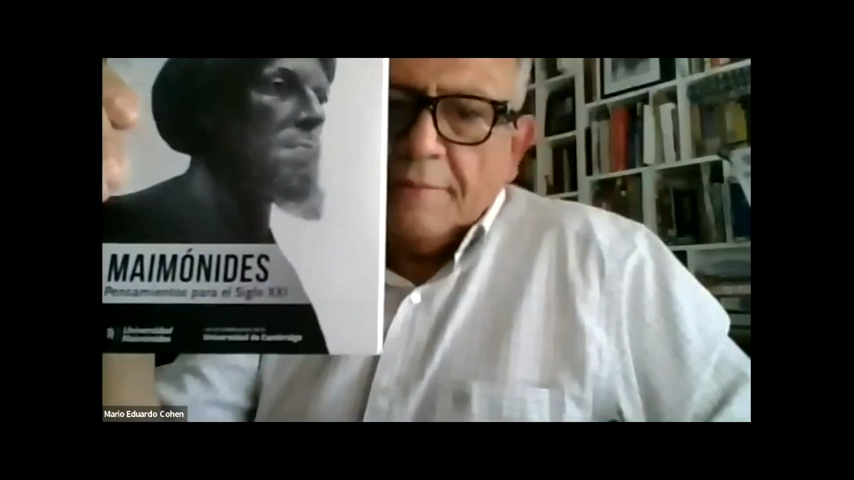 MAIMÓNIDES
Pensamientos para el Siglo XXI
Universidad
Maimónides
Universidad de Cambridge
Mario Eduardo Cohen